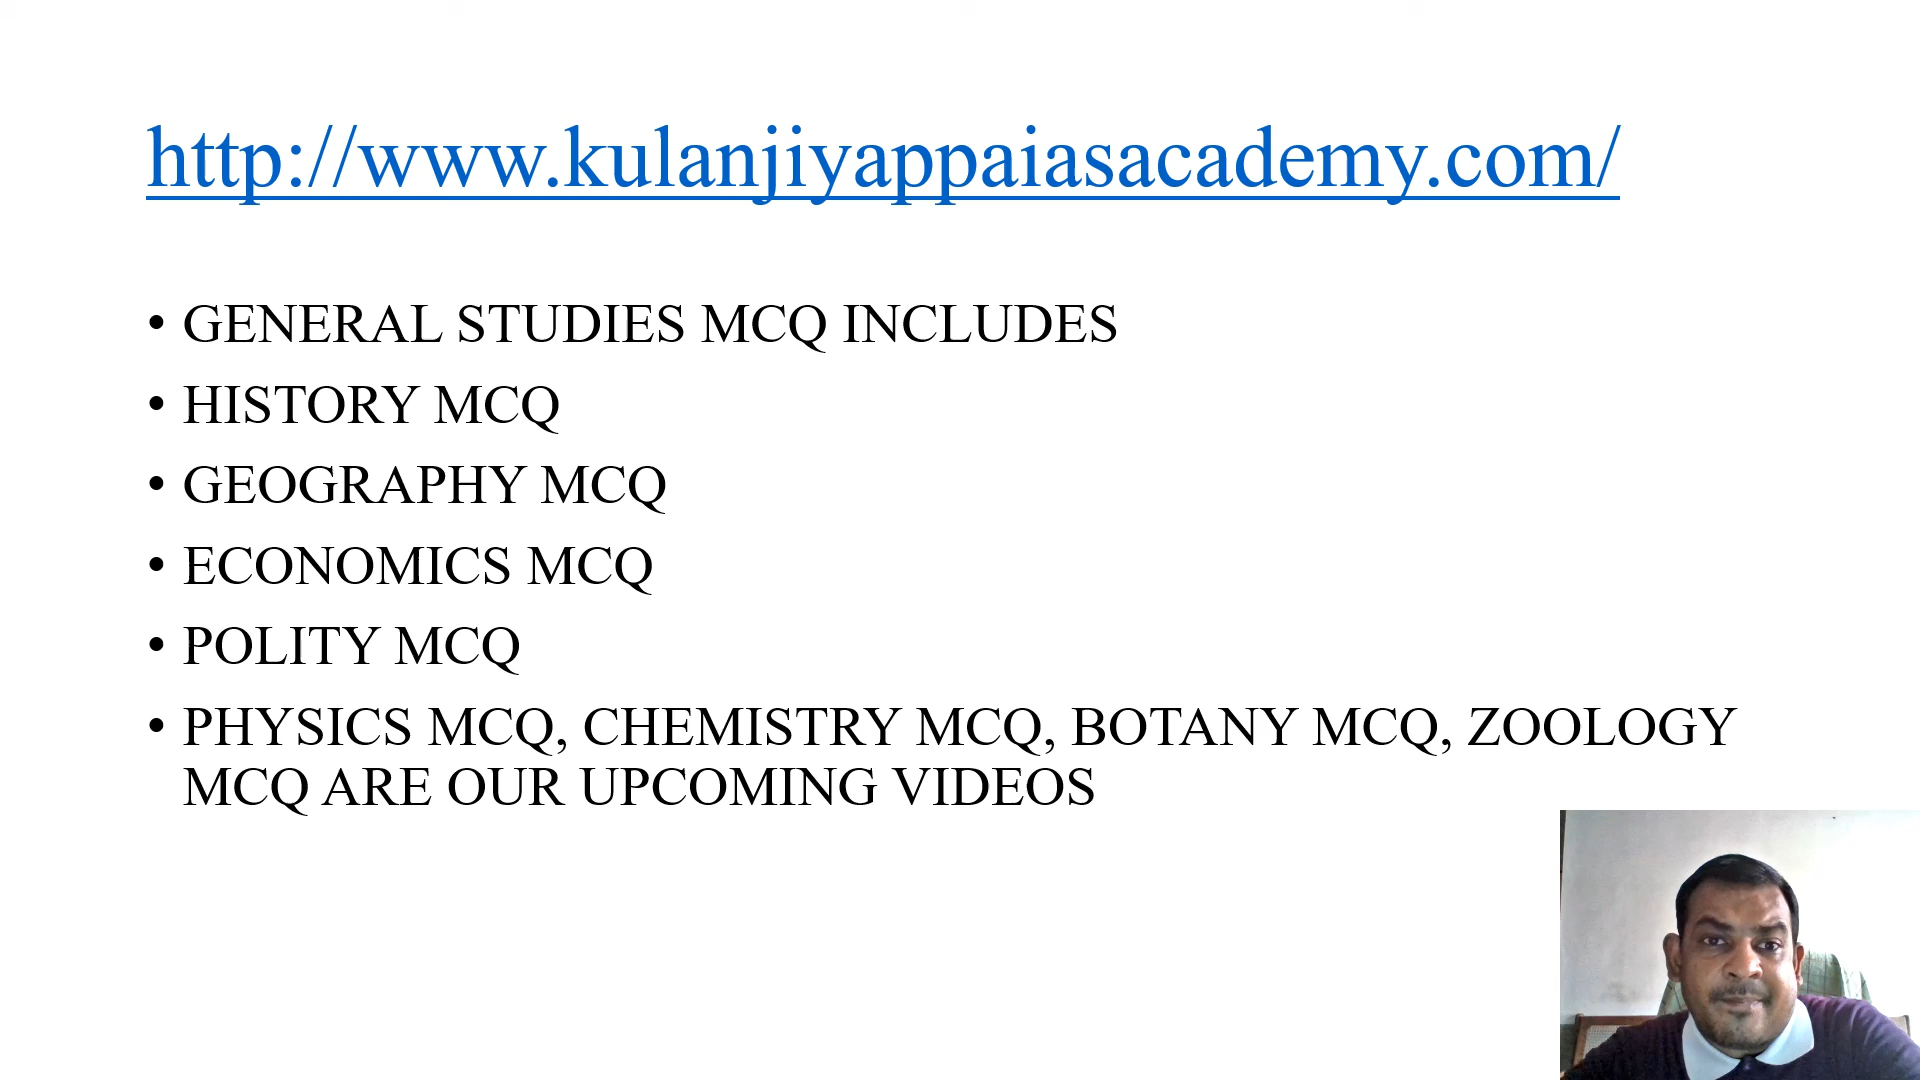 http://www.kulanjiyappaiasacademy.com/
• GENERAL STUDIES MCQ INCLUDES
• HISTORY MCQ
• GEOGRAPHY MCQ
• ECONOMICS MCQ
• POLITY MCQ
• PHYSICS MCQ, CHEMISTRY MCQ, BOTANY MCQ, ZOOLOGY
MCQ ARE OUR UPCOMING VIDEOS